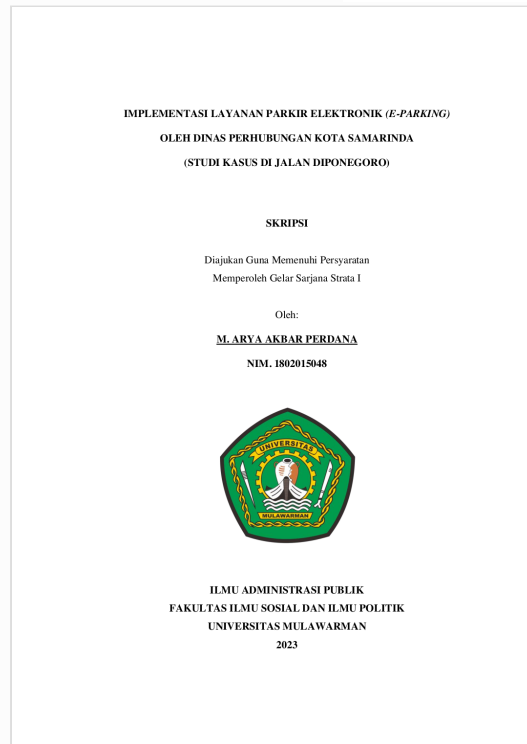 IMPLEMENTASI LAYANAN PARKIR ELEKTRONIK (E-PARKING)
OLEH DINAS PERHUBUNGAN KOTA SAMARINDA
(STUDI KASUS DI JALAN DIPONEGORO)
SKRIPSI
Diajukan Guna Memenuhi Persyaratan
Memperoleh Gelar Sarjana Strata I
Oleh:
M. ARYA AKBAR PERDANA
NIM. 1802015048
UNIVERSITAS
MULAWARMAN
ILMU ADMINISTRASI PUBLIK
FAKULTAS ILMU SOSIAL DAN ILMU POLITIK
UNIVERSITAS MULAWARMAN
2023